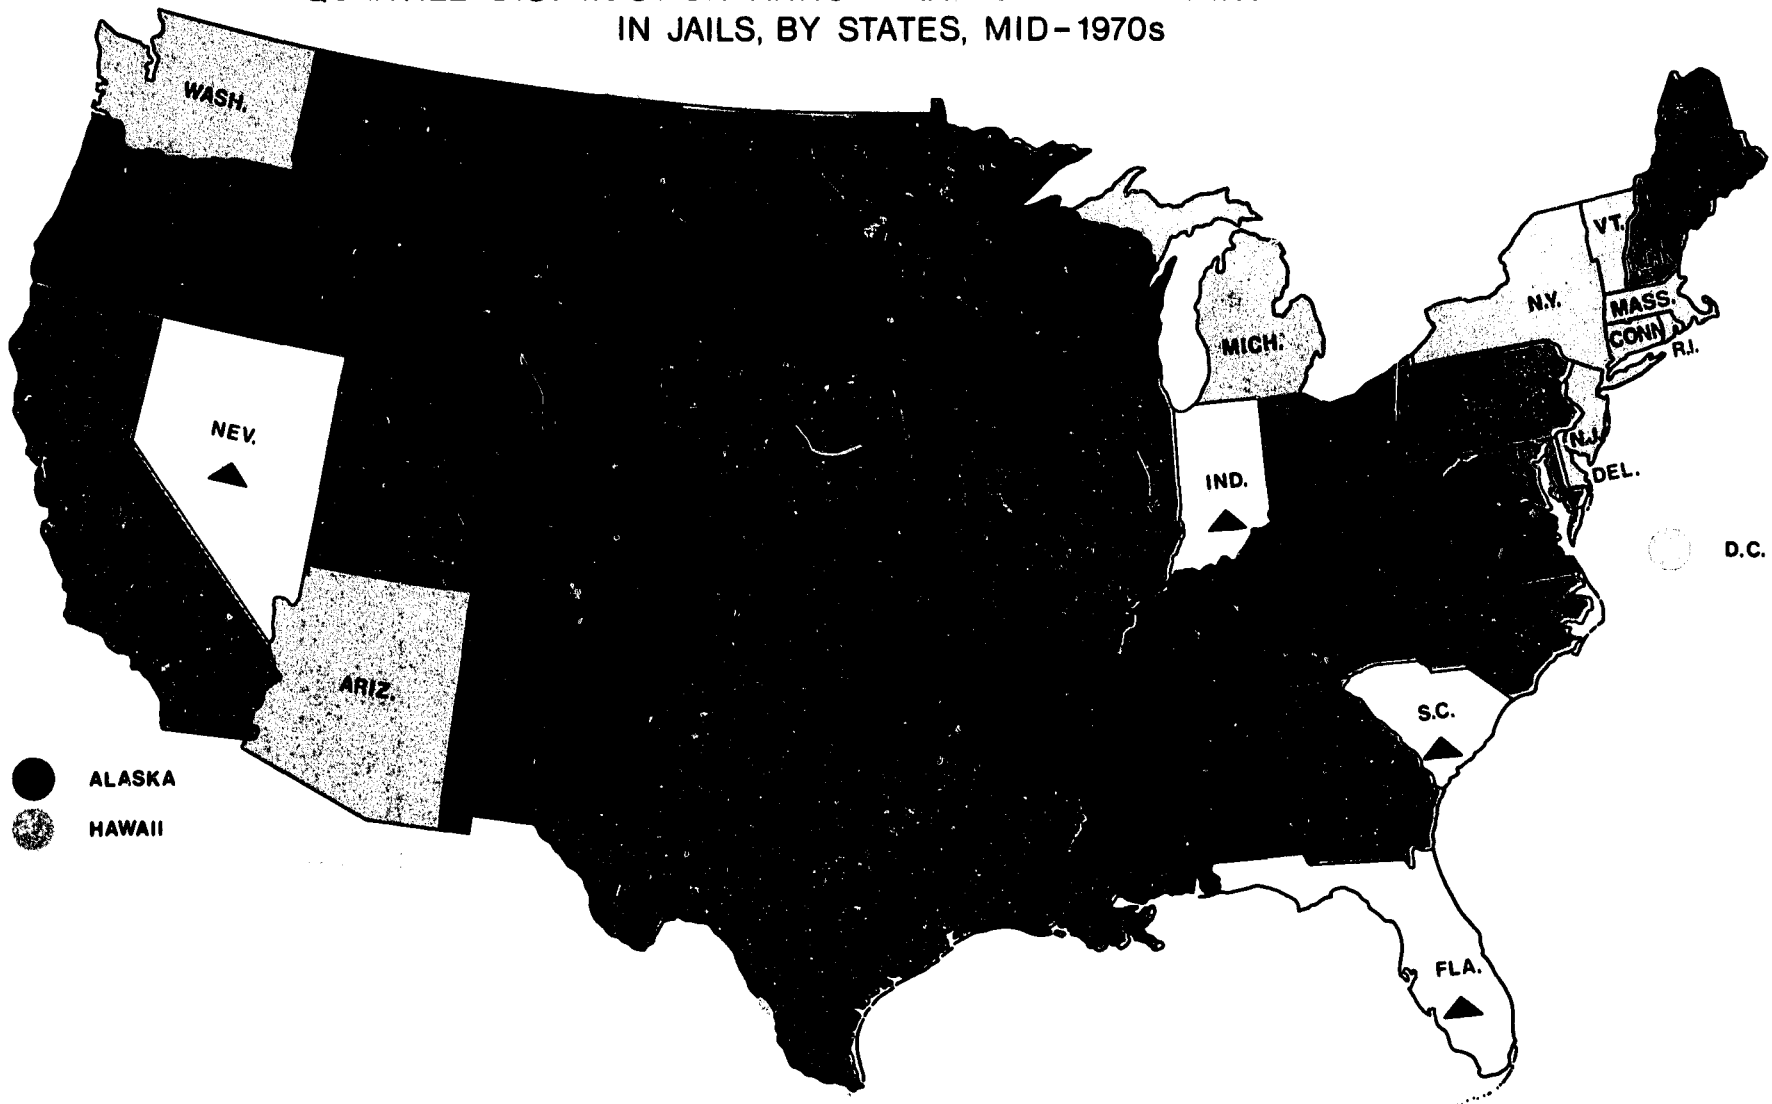 IN JAILS, BY STATES, MID-1970s
WASH.
VT.
N.Y.
MASS.
CONN
R.I.
MICH.
NEV.
N.J.
IND.
DEL.
D.C.
ARIZ.
S.C.
ALASKA
HAWAII
FLA.